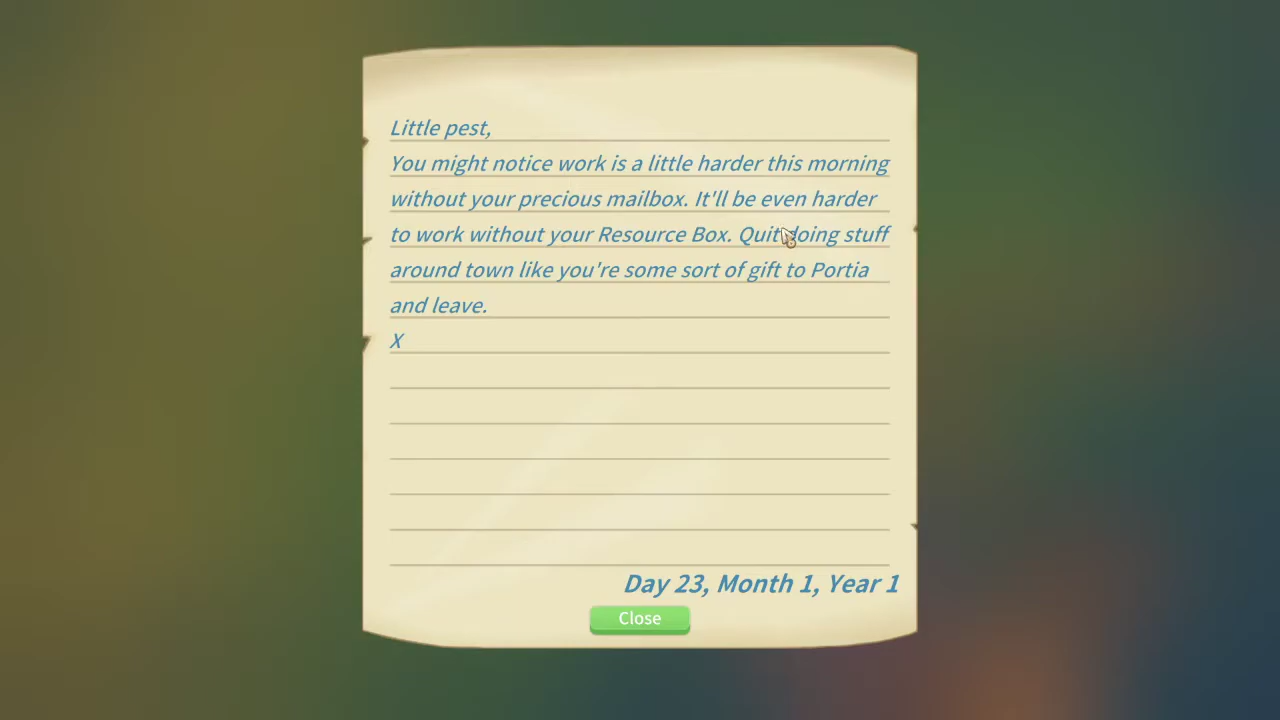 Little pest,
You might notice work is a little harder this morning
without your precious mailbox. It'll be even harder
to work without your Resource Box. Quit doing stuff
around town like you're some sort of gift to Portia
and leave.
X
Day 23, Month 1, Year 1
Close